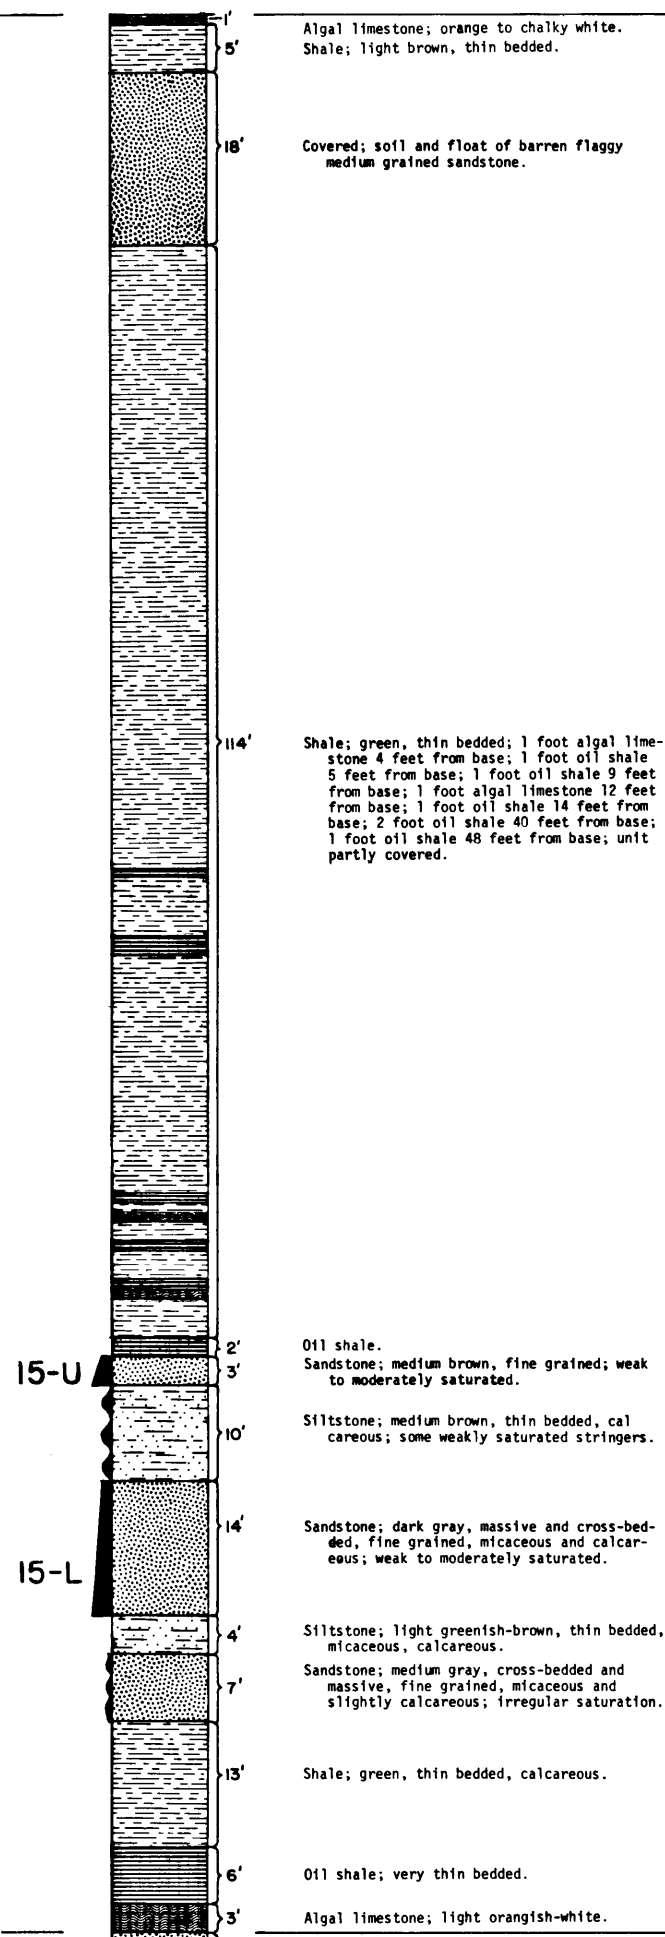 1'
Algal limestone; orange to chalky white.
5'
Shale; light brown, thin bedded.
18'
Covered; soil and float of barren flaggy
medium grained sandstone.
114'
Shale; green, thin bedded; 1 foot algal lime-
stone 4 feet from base; 1 foot oil shale
5 feet from base; 1 foot oil shale 9 feet
from base; 1 foot algal limestone 12 feet
from base; 1 foot oil shale 14 feet from
base; 2 foot oil shale 40 feet from base;
1 foot oil shale 48 feet from base; unit
partly covered.
2'
Oil shale.
15-U
3'
Sandstone; medium brown, fine grained; weak
to moderately saturated.
10'
Siltstone; medium brown, thin bedded, cal
careous; some weakly saturated stringers.
15-L
14'
Sandstone; dark gray, massive and cross-bed-
ded, fine grained, micaceous and calcar-
eous; weak to moderately saturated.
4'
Siltstone; light greenish-brown, thin bedded,
micaceous, calcareous.
7'
Sandstone; medium gray, cross-bedded and
massive, fine grained, micaceous and
slightly calcareous; irregular saturation.
13'
Shale; green, thin bedded, calcareous.
6'
Oil shale; very thin bedded.
3'
Algal limestone; light orangish-white.